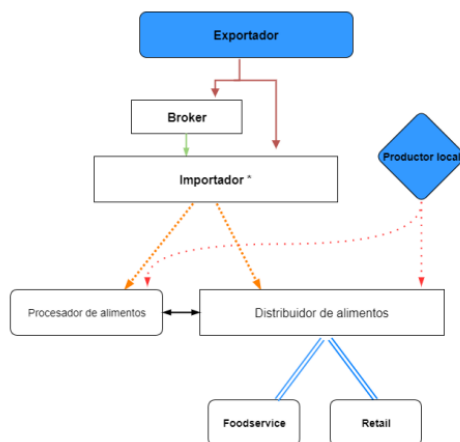 Exportador
Broker
Productor local
Importador *
Procesador de alimentos
Distribuidor de alimentos
Foodservice
Retail